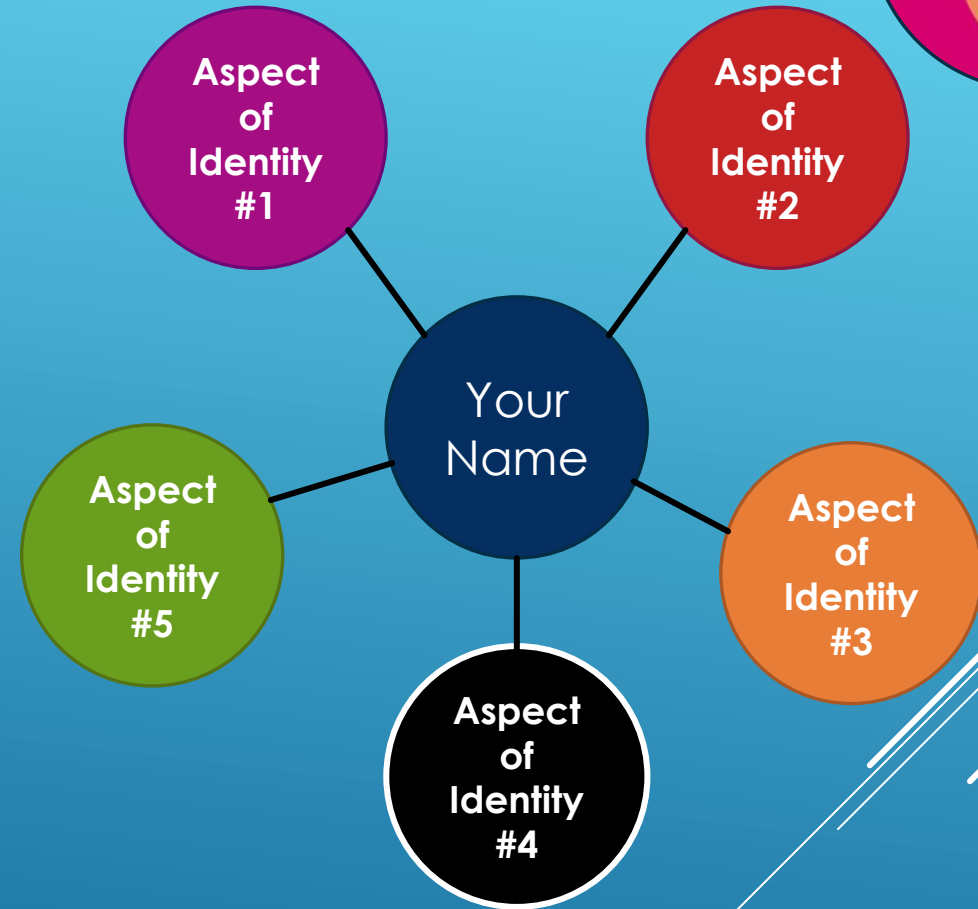 Aspect
of
Identity
#1
Aspect
of
Identity
#2
Your
Name
Aspect
of
Identity
#3
Aspect
of
Identity
#4
Aspect
of
Identity
#5